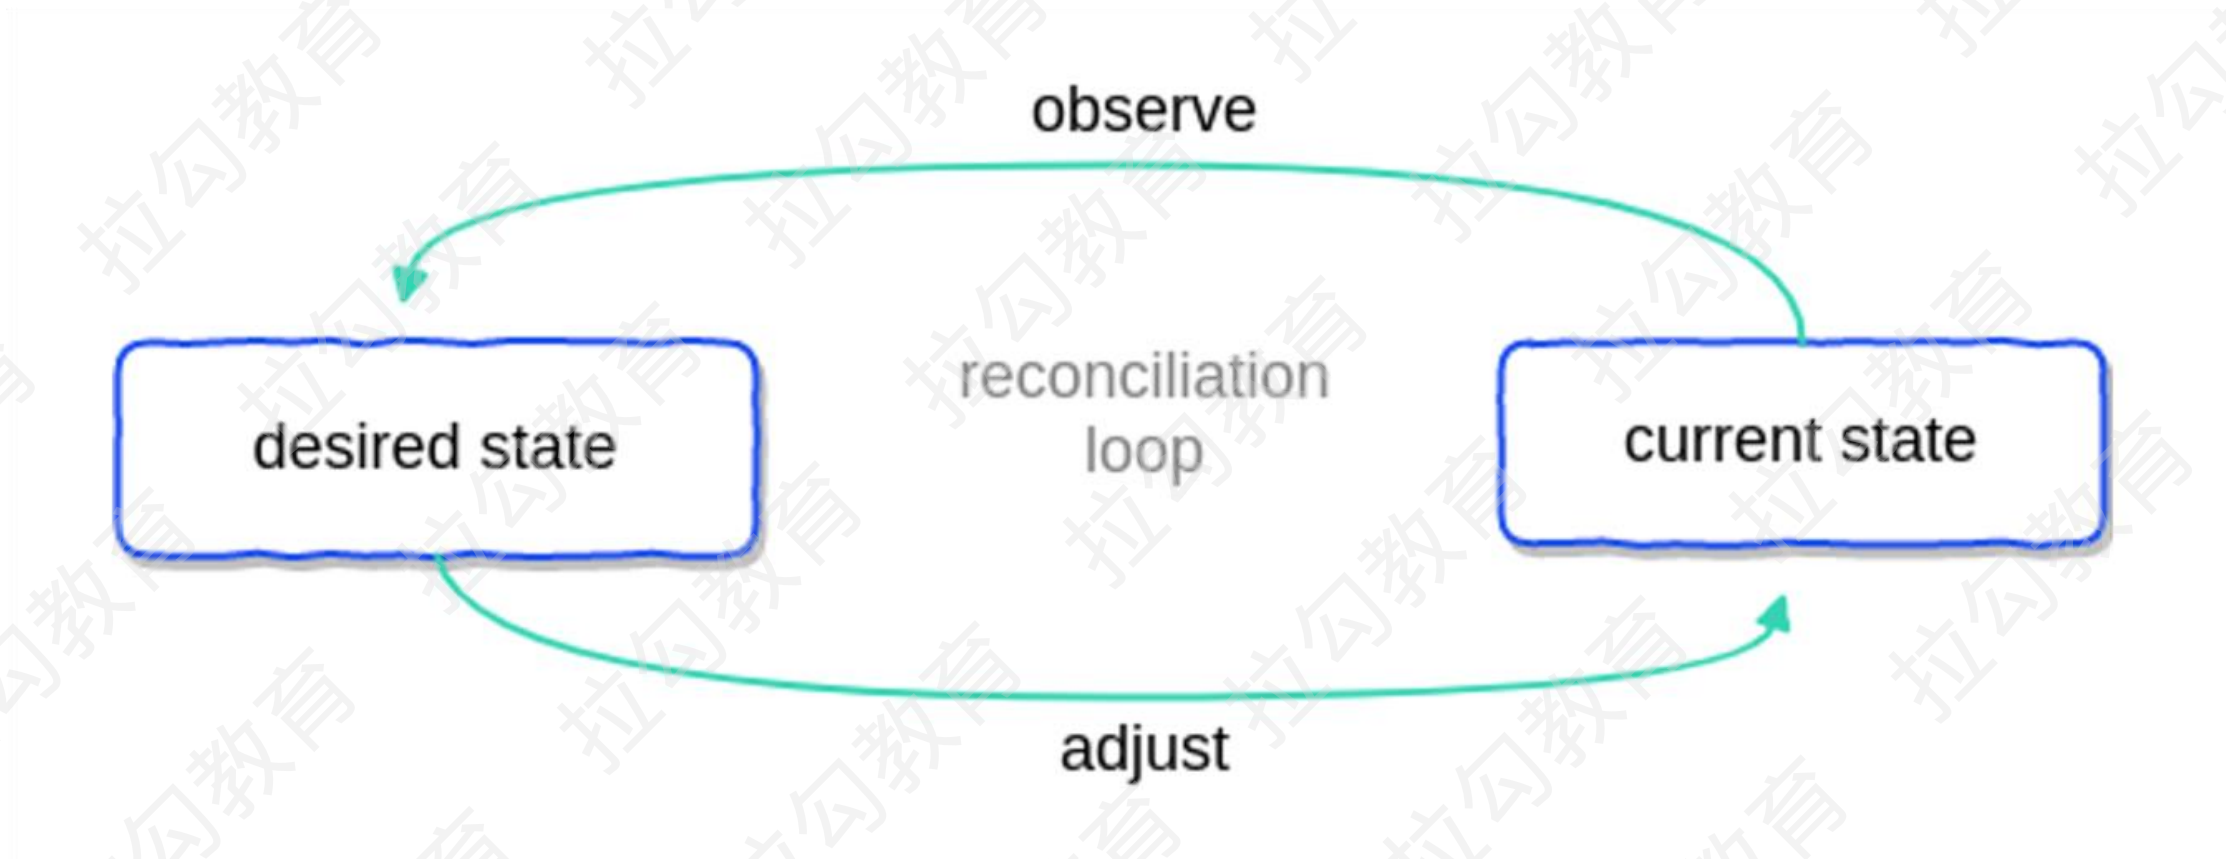 observe
reconciliation
loop
desired state
current state
adjust
拉勾教育